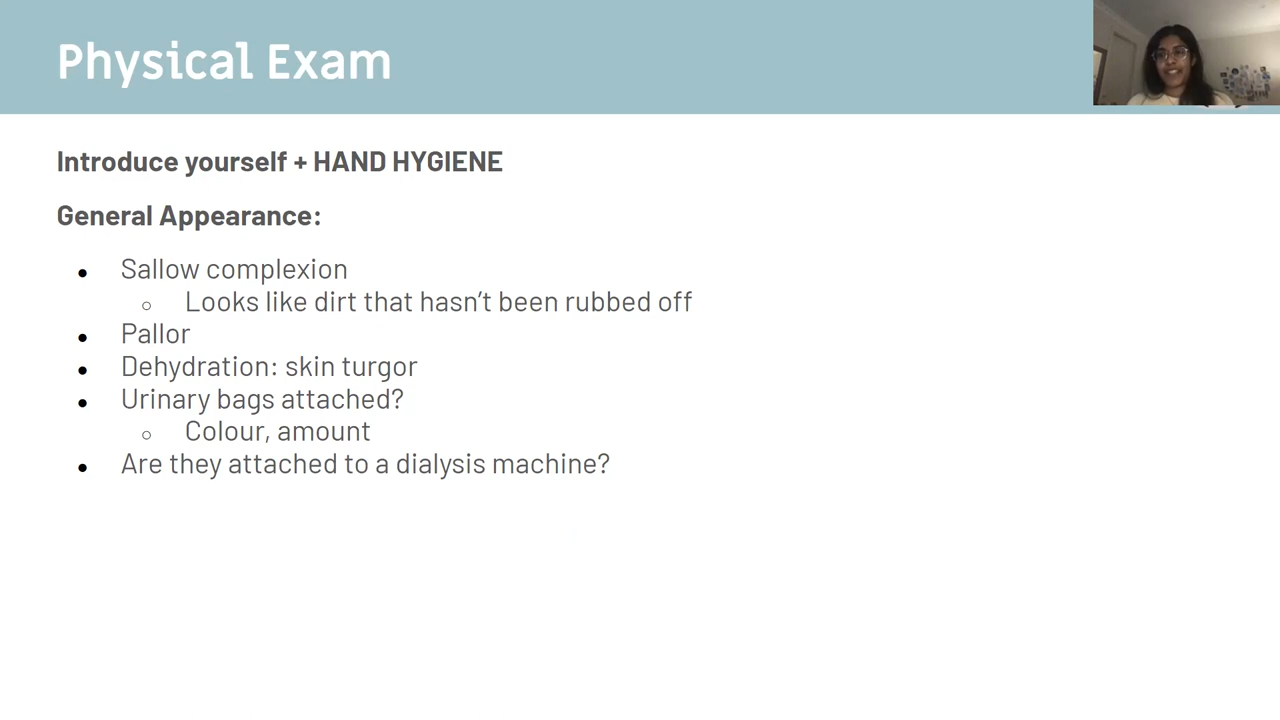 Physical Exam
Introduce yourself + HAND HYGIENE
General Appearance:
● Sallow complexion
○ Looks like dirt that hasn't been rubbed off
● Pallor
● Dehydration: skin turgor
● Urinary bags attached?
○ Colour, amount
● Are they attached to a dialysis machine?